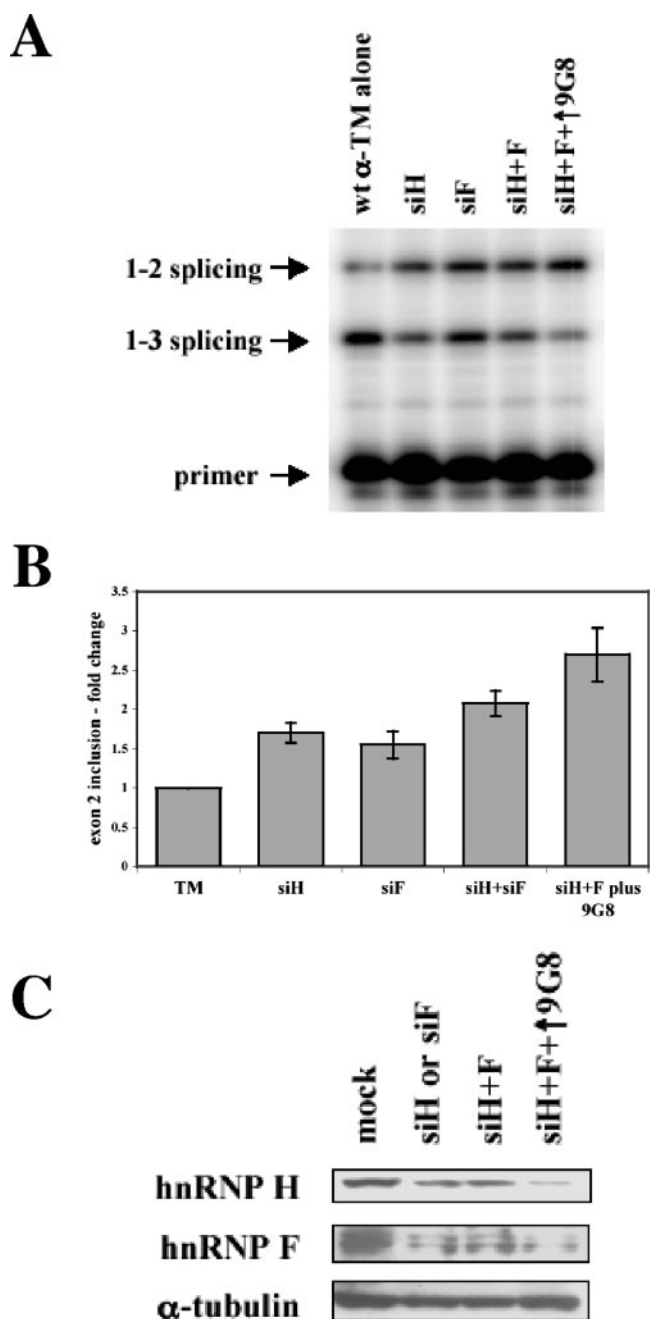 A
wt α-TM alone
siH
siF
siH+F
siH+F+↑9G8
1-2 splicing
1-3 splicing
primer
B
exon 2 inclusion - fold change
3.5
3
2.5
2
1.5
1
0.5
0
TM
siH
siF
siH+siF
siH+F plus
9G8
C
mock
siH or siF
siH+F
siH+F+↑9G8
hnRNP H
hnRNP F
α-tubulin